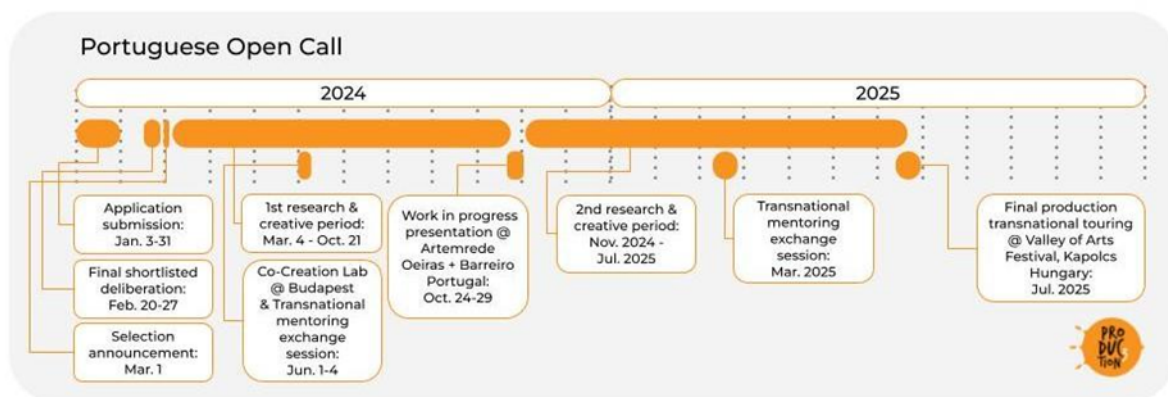 Portuguese Open Call
2024
2025
Application
submission:
Jan. 3-31
Final shortlisted
deliberation:
Feb. 20-27
Selection
announcement:
Mar. 1
1st research &
creative period:
Mar. 4 - Oct. 21
Co-Creation Lab
@ Budapest
& Transnational
mentoring
exchange
session:
Jun. 1-4
Work in progress
presentation @
Artemrede
Oeiras + Barreiro
Portugal:
Oct. 24-29
2nd research &
creative period:
Nov. 2024 -
Jul. 2025
Transnational
mentoring
exchange
session:
Mar. 2025
Final production
transnational touring
@ Valley of Arts
Festival, Kapolcs
Hungary:
Jul. 2025
PRO
DUC
TION